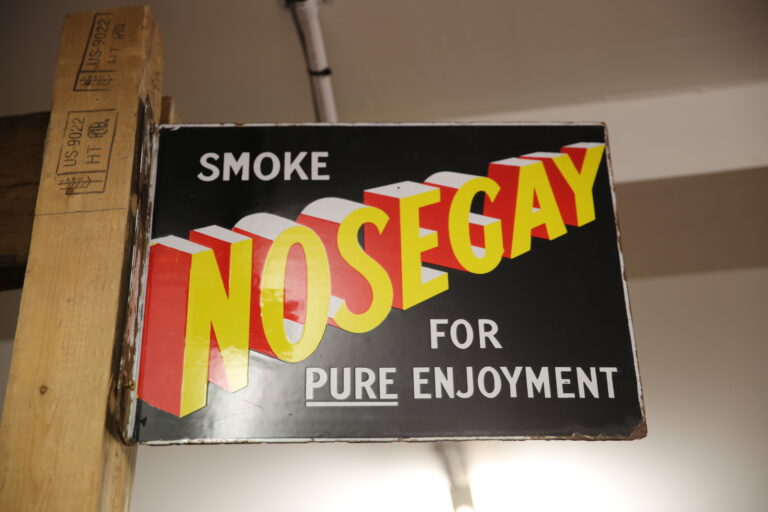 US-9022
HT
US-9022
HT
SMOKE
NOSEGAY
FOR
PURE ENJOYMENT